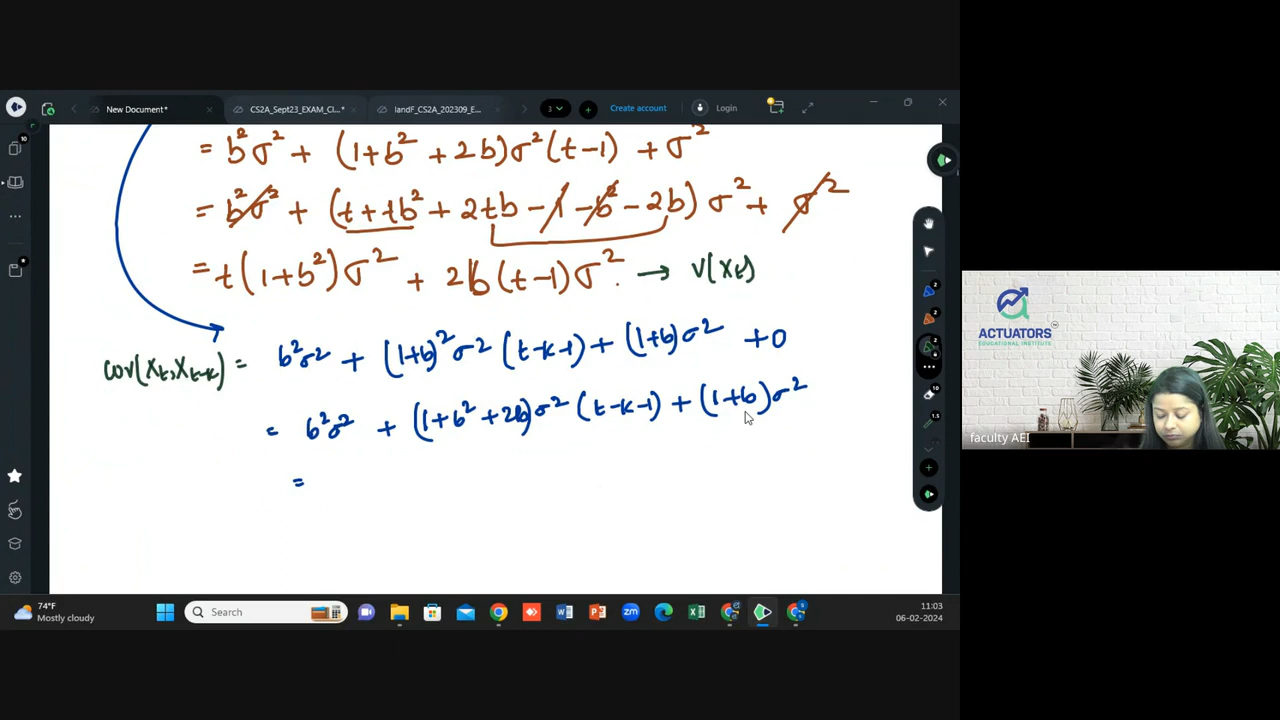 New Document*
CS2A_Sept23_EXAM_Cl...*
IandF_CS2A_202309_E...
3
Create account
Login
= b²σ² + (1+b² + 2b)σ²(t-1) + σ²
= b²σ² + (t + tb² + 2tb - 1 - b² - 2b) σ² + σ²
= t(1+b²)σ² + 2b(t-1)σ². → V(Xt)
cov(Xt, Xt-k) = b²σ² + (1+b)²σ²(t-k-1) + (1+b)σ² + 0
= b²σ² + (1+b² + 2b)σ²(t-k-1) + (1+b)σ²
=
ACTUATORS
EDUCATIONAL INSTITUTE
faculty AEI
74°F
Mostly cloudy
Search
11:03
06-02-2024